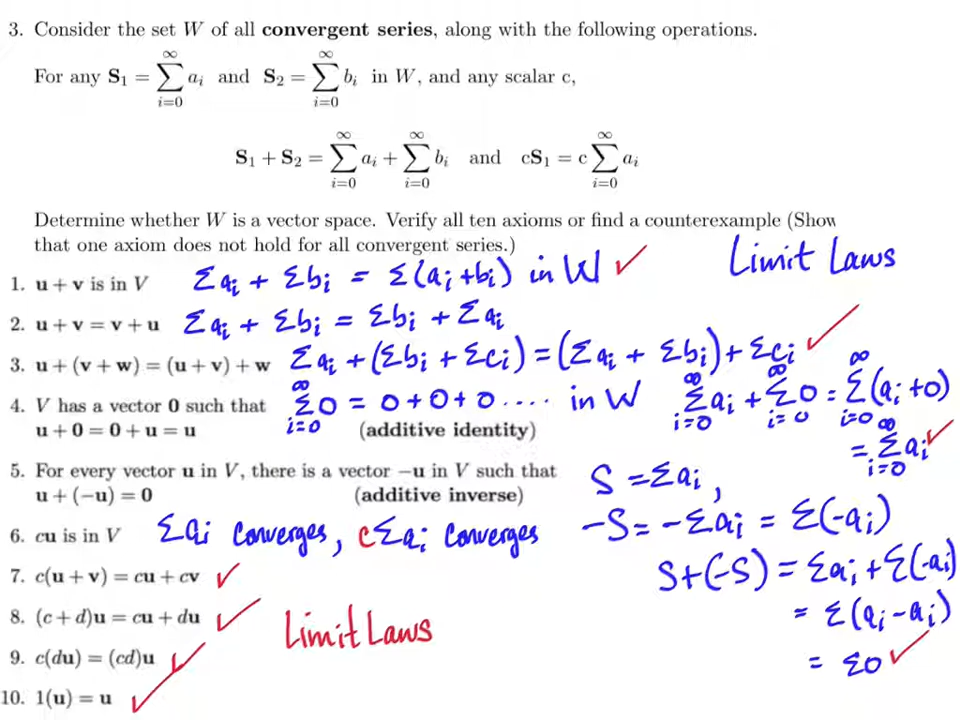 3. Consider the set W of all convergent series, along with the following operations.
For any S₁ = ∑_{i=0}^{∞} aᵢ and S₂ = ∑_{i=0}^{∞} bᵢ in W, and any scalar c,
S₁ + S₂ = ∑_{i=0}^{∞} aᵢ + ∑_{i=0}^{∞} bᵢ and cS₁ = c ∑_{i=0}^{∞} aᵢ
Determine whether W is a vector space. Verify all ten axioms or find a counterexample (Show
that one axiom does not hold for all convergent series.)
Limit Laws
1. u + v is in V Σaᵢ + Σbᵢ = Σ(aᵢ+bᵢ) in W ✓
2. u + v = v + u Σaᵢ + Σbᵢ = Σbᵢ + Σaᵢ
3. u + (v + w) = (u + v) + w Σaᵢ + (Σbᵢ + Σcᵢ) = (Σaᵢ + Σbᵢ) + Σcᵢ ✓
4. V has a vector 0 such that ∑_{i=0}^{∞} 0 = 0+0+0.... in W ∑_{i=0}^{∞} aᵢ + ∑_{i=0}^{∞} 0 = ∑_{i=0}^{∞} (aᵢ+0)
u + 0 = 0 + u = u (additive identity) = ∑_{i=0}^{∞} aᵢ ✓
5. For every vector u in V, there is a vector −u in V such that S = Σaᵢ,
u + (−u) = 0 (additive inverse) -S = -Σaᵢ = Σ(-aᵢ)
6. cu is in V Σaᵢ Converges, cΣaᵢ Converges
7. c(u + v) = cu + cv ✓ S+(-S) = Σaᵢ + Σ(-aᵢ)
8. (c + d)u = cu + du ✓ Limit Laws = Σ(aᵢ-aᵢ)
9. c(du) = (cd)u ✓ = Σ0 ✓
10. 1(u) = u ✓